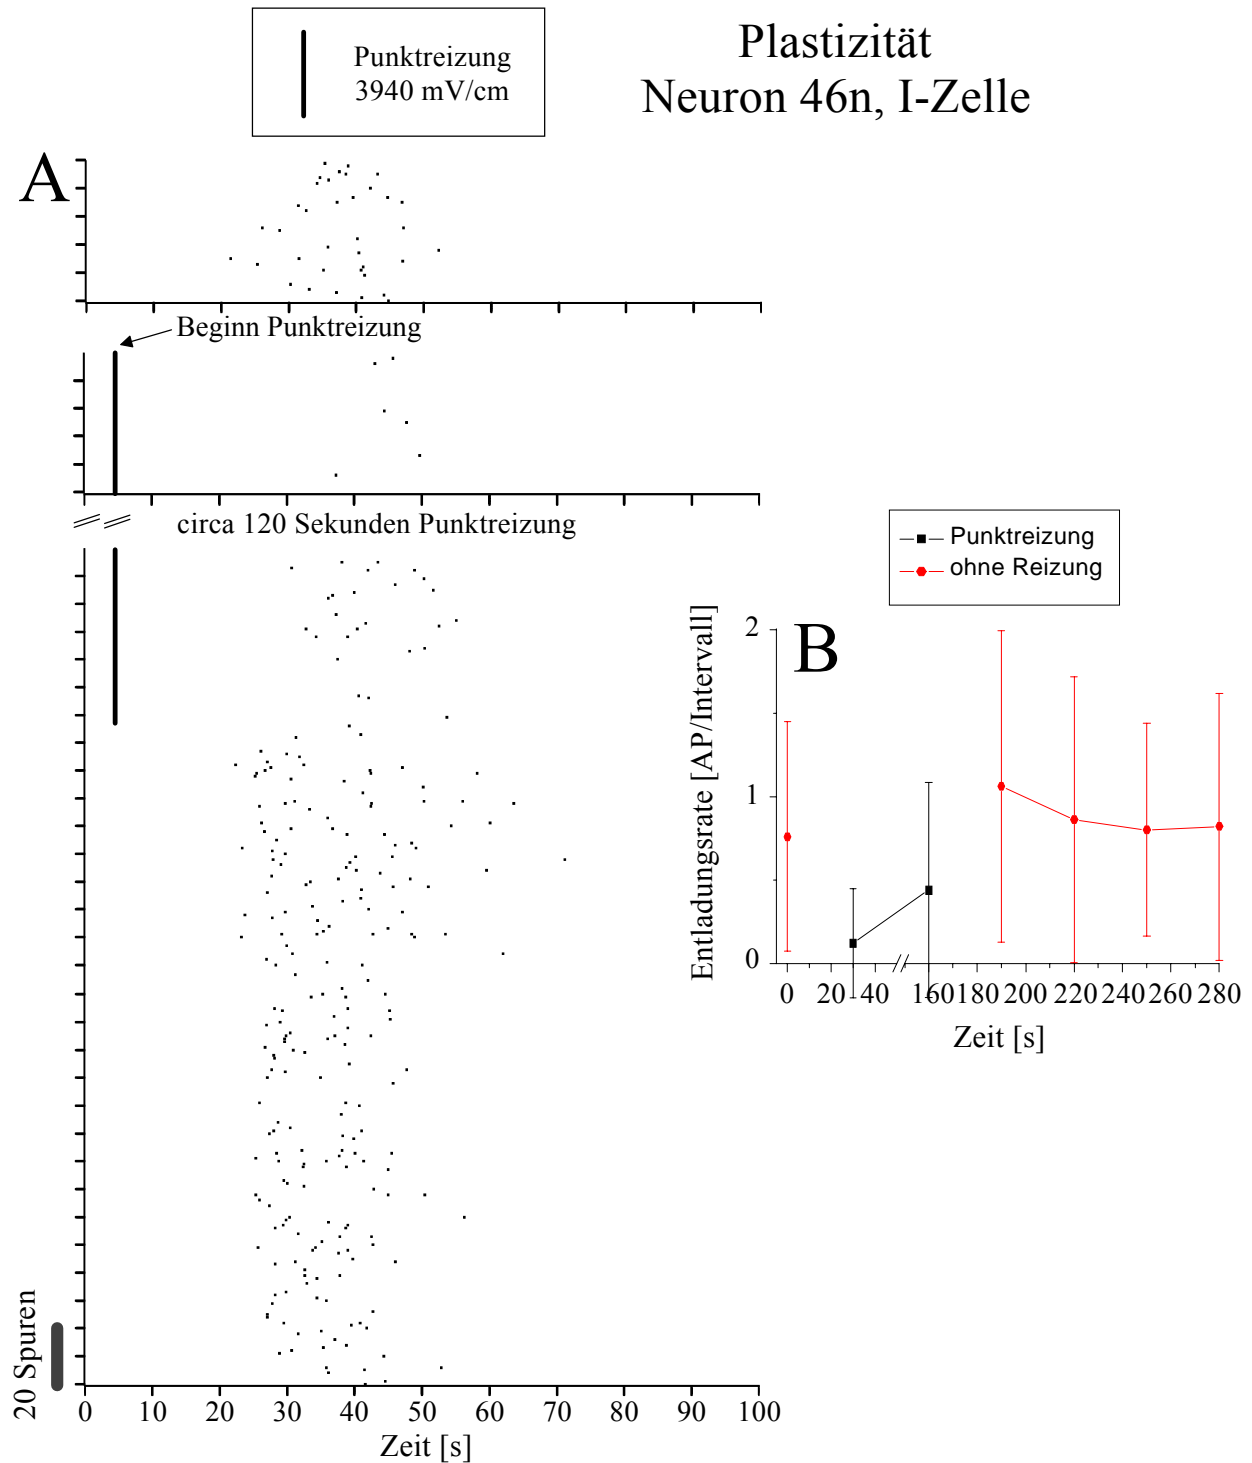 Punktreizung
3940 mV/cm
Plastizität
Neuron 46n, I-Zelle
A
Beginn Punktreizung
circa 120 Sekunden Punktreizung
Punktreizung
ohne Reizung
B
Entladungsrate [AP/Intervall]
2
1
0
0 20 40 160 180 200 220 240 260 280
Zeit [s]
20 Spuren
0 10 20 30 40 50 60 70 80 90 100
Zeit [s]